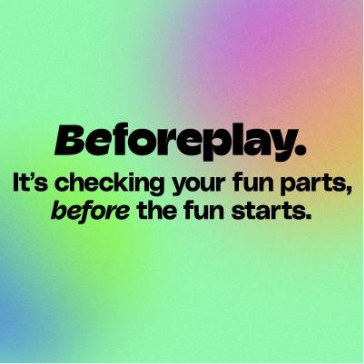 Beforeplay.
It's checking your fun parts,
before the fun starts.